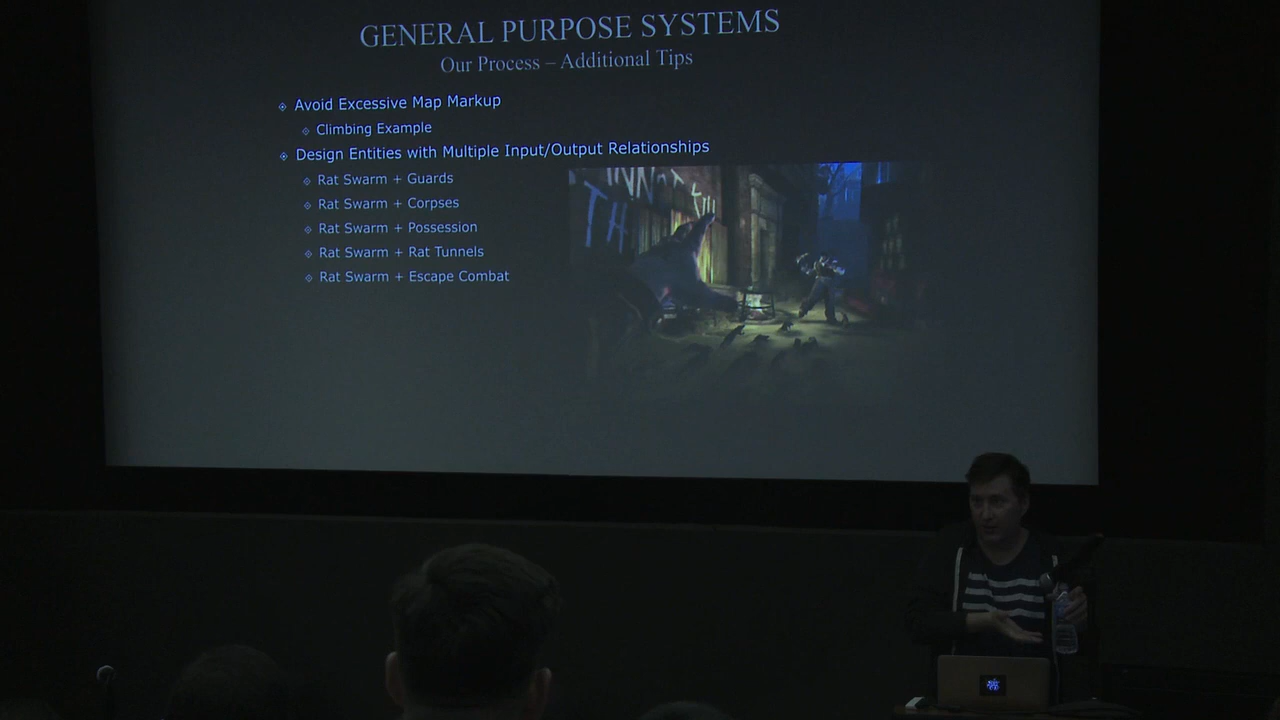 GENERAL PURPOSE SYSTEMS
Our Process – Additional Tips
Avoid Excessive Map Markup
Climbing Example
Design Entities with Multiple Input/Output Relationships
Rat Swarm + Guards
Rat Swarm + Corpses
Rat Swarm + Possession
Rat Swarm + Rat Tunnels
Rat Swarm + Escape Combat